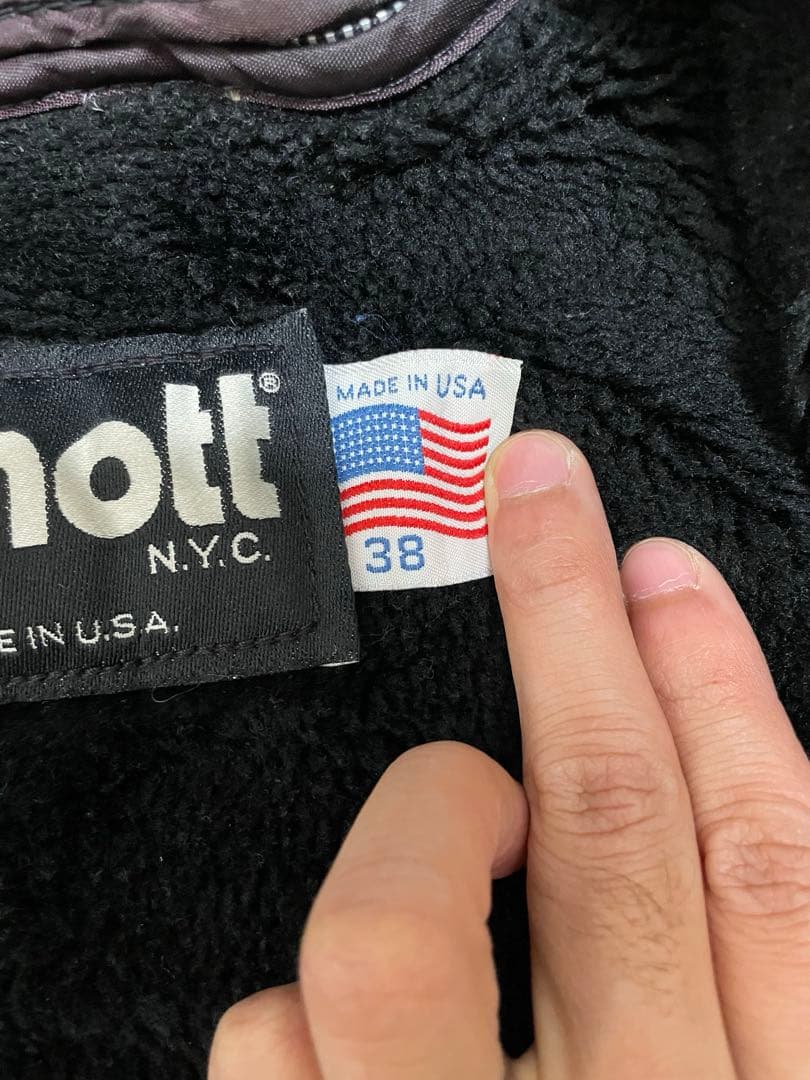 nott®
N.Y.C.
E IN U.S.A.
MADE IN USA
38